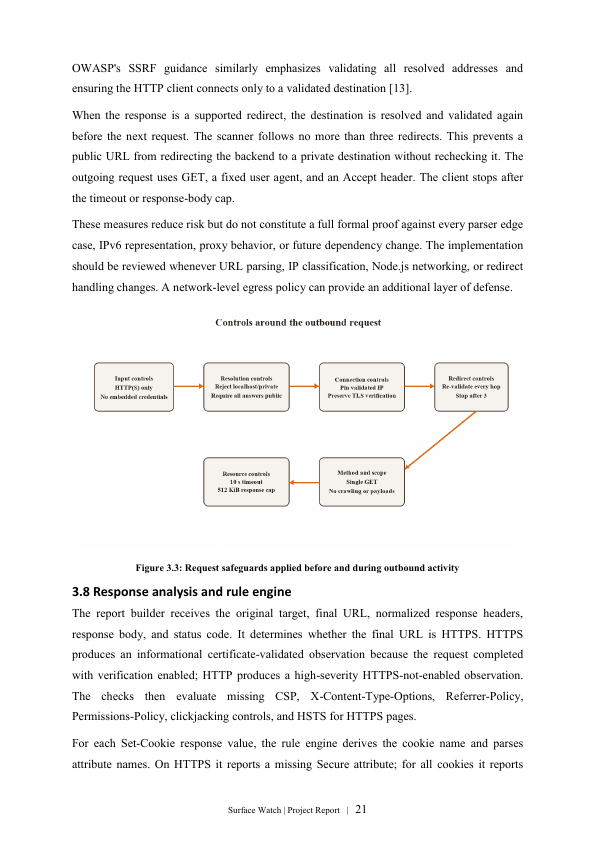 OWASP's SSRF guidance similarly emphasizes validating all resolved addresses and
ensuring the HTTP client connects only to a validated destination [13].
When the response is a supported redirect, the destination is resolved and validated again
before the next request. The scanner follows no more than three redirects. This prevents a
public URL from redirecting the backend to a private destination without rechecking it. The
outgoing request uses GET, a fixed user agent, and an Accept header. The client stops after
the timeout or response-body cap.
These measures reduce risk but do not constitute a full formal proof against every parser edge
case, IPv6 representation, proxy behavior, or future dependency change. The implementation
should be reviewed whenever URL parsing, IP classification, Node.js networking, or redirect
handling changes. A network-level egress policy can provide an additional layer of defense.
Controls around the outbound request
Input controls
HTTP(S) only
No embedded credentials
Resolution controls
Reject localhost/private
Require all answers public
Connection controls
Pin validated IP
Preserve TLS verification
Redirect controls
Re-validate every hop
Stop after 3
Method and scope
Single GET
No crawling or payloads
Resource controls
10 s timeout
512 KiB response cap
Figure 3.3: Request safeguards applied before and during outbound activity
3.8 Response analysis and rule engine
The report builder receives the original target, final URL, normalized response headers,
response body, and status code. It determines whether the final URL is HTTPS. HTTPS
produces an informational certificate-validated observation because the request completed
with verification enabled; HTTP produces a high-severity HTTPS-not-enabled observation.
The checks then evaluate missing CSP, X-Content-Type-Options, Referrer-Policy,
Permissions-Policy, clickjacking controls, and HSTS for HTTPS pages.
For each Set-Cookie response value, the rule engine derives the cookie name and parses
attribute names. On HTTPS it reports a missing Secure attribute; for all cookies it reports
Surface Watch | Project Report | 21